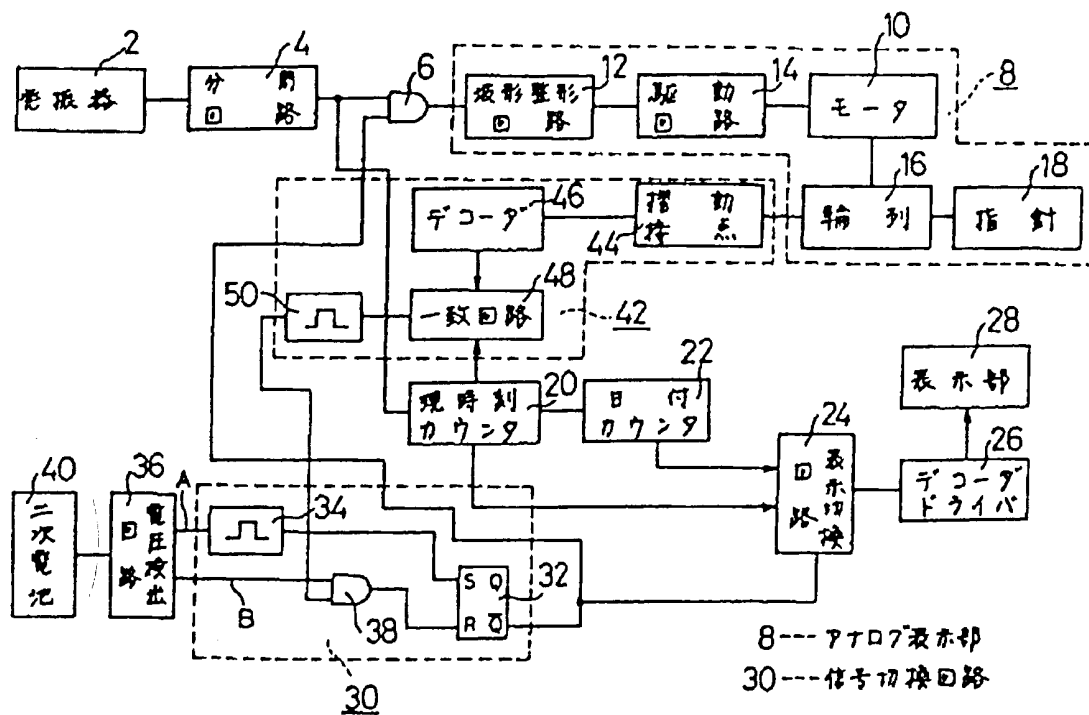 2
発振器
4
分周
回路
6
12
波形整形
回路
14
駆動
回路
10
モータ
8
16
輪列
18
指針
46
デコーダ
44
摺動
接点
50
48
一致回路
42
20
現時刻
カウンタ
22
日付
カウンタ
28
表示部
24
表示切換
回路
26
デコーダ
ドライバ
40
二次電池
36
電圧検出
回路
A
B
34
38
S Q
R Q̅
32
30
8---アナログ表示部
30---信号切換回路